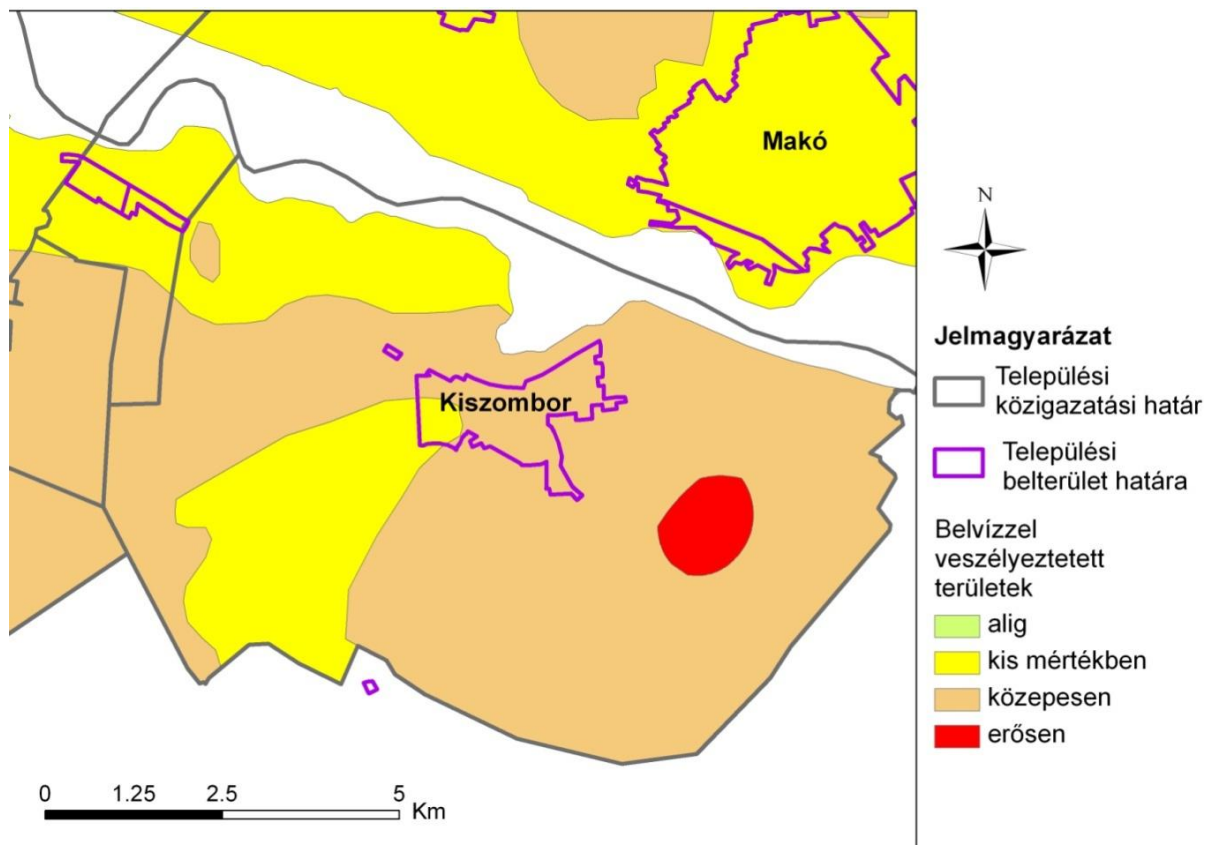 Makó
Kiszombor
N
Jelmagyarázat
Települési
közigazatási határ
Települési
belterület határa
Belvízzel
veszélyeztetett
területek
alig
kis mértékben
közepesen
erősen
0 1.25 2.5 5
Km